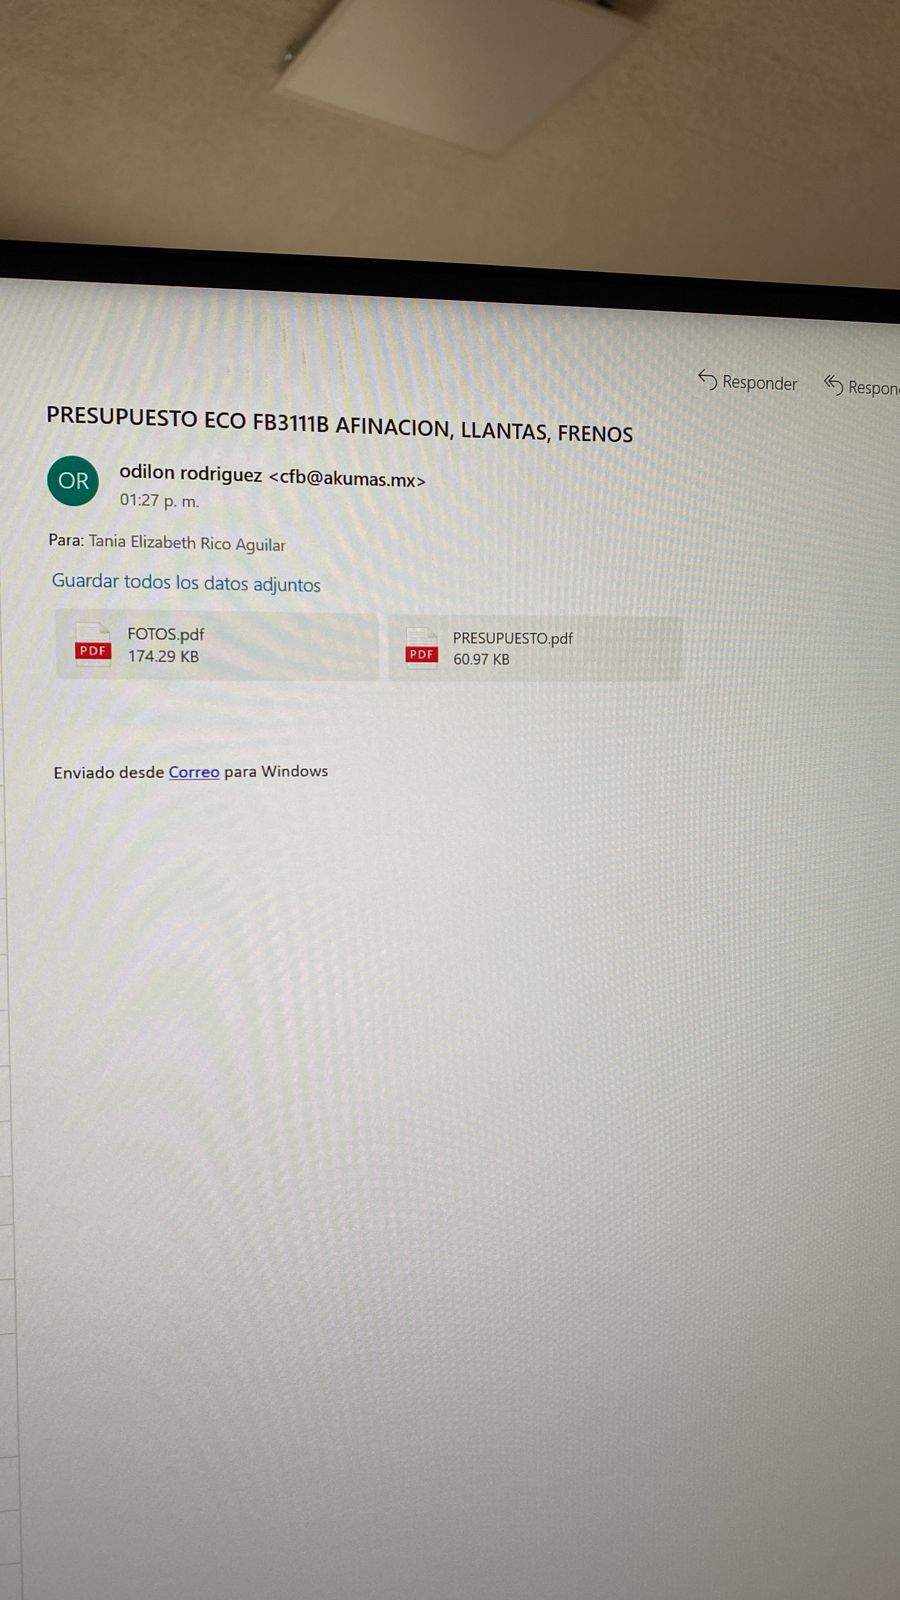 Responder
Respon
PRESUPUESTO ECO FB3111B AFINACION, LLANTAS, FRENOS
OR
odilon rodriguez <cfb@akumas.mx>
01:27 p. m.
Para: Tania Elizabeth Rico Aguilar
Guardar todos los datos adjuntos
PDF
FOTOS.pdf
174.29 KB
PDF
PRESUPUESTO.pdf
60.97 KB
Enviado desde Correo para Windows